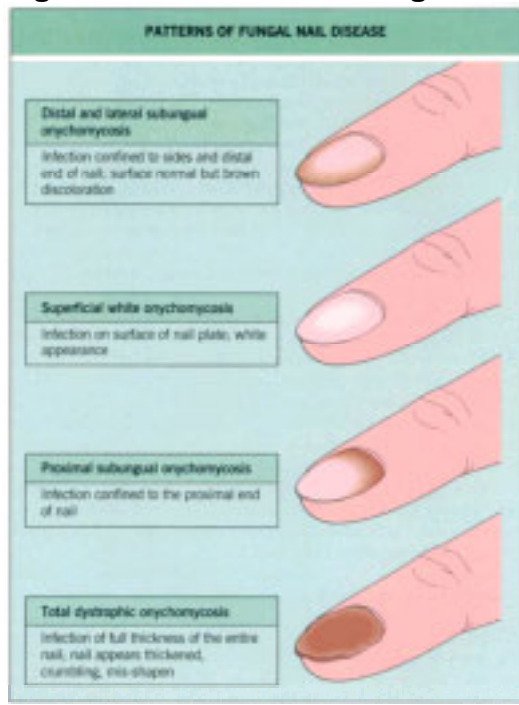 PATTERNS OF FUNGAL NAIL DISEASE
Distal and lateral subungual
onychomycosis
Infection confined to sides and distal
end of nail; surface normal but brown
discoloration
Superficial white onychomycosis
Infection on surface of nail plate; white
appearance
Proximal subungual onychomycosis
Infection confined to the proximal end
of nail
Total dystrophic onychomycosis
Infection of full thickness of the entire
nail; nail appears thickened,
crumbling, mis-shapen